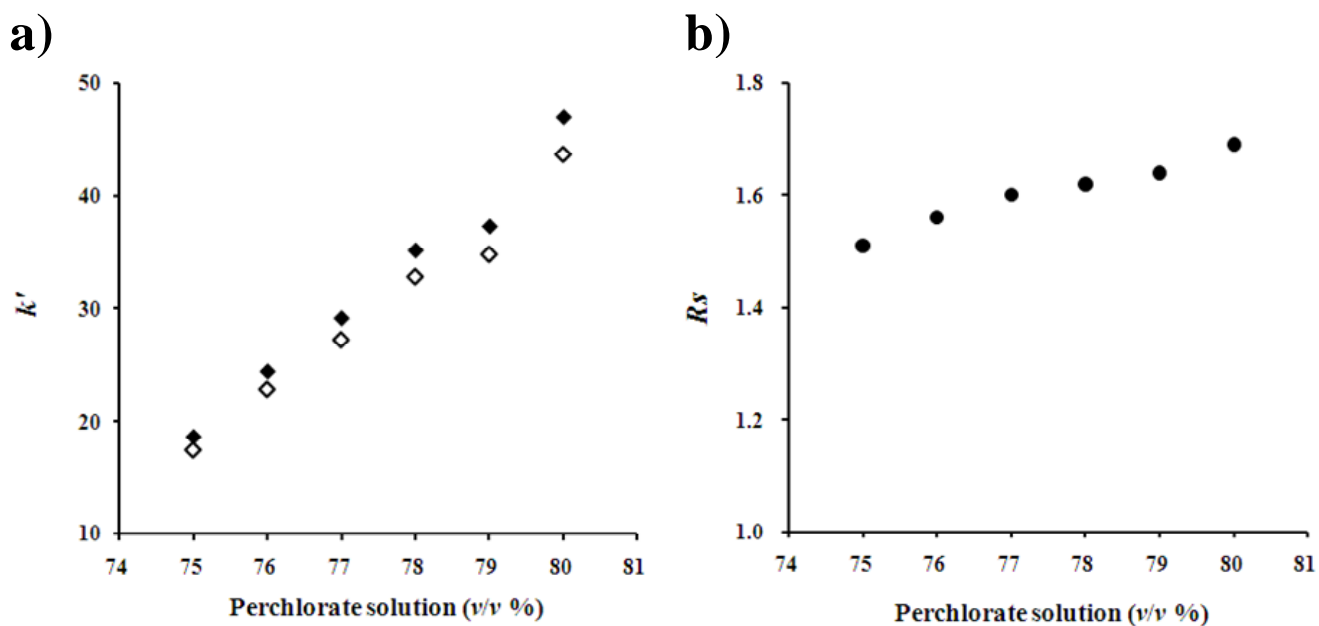 a)
50
40
30
20
10
k'
74 75 76 77 78 79 80 81
Perchlorate solution (v/v %)
b)
1.8
1.6
1.4
1.2
1.0
Rs
74 75 76 77 78 79 80 81
Perchlorate solution (v/v %)